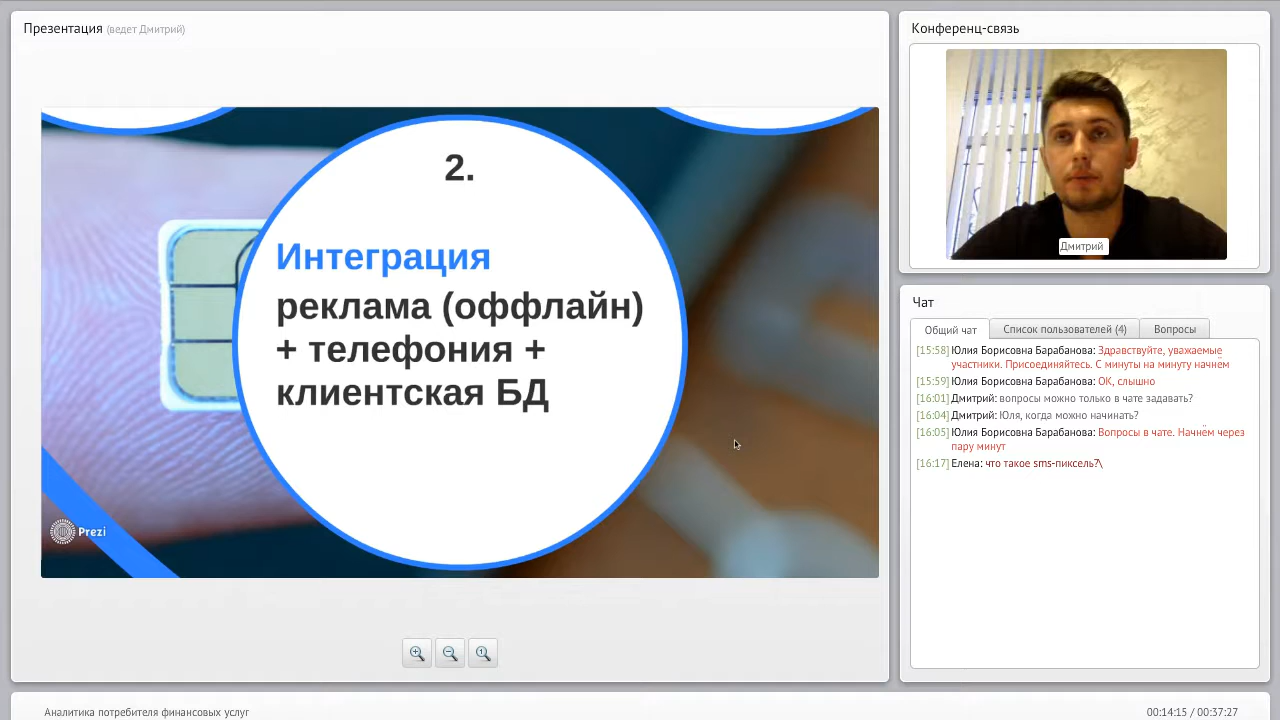 Презентация (ведет Дмитрий)
2.
Интеграция
реклама (оффлайн)
+ телефония +
клиентская БД
Prezi
Конференц-связь
Дмитрий
Чат
Общий чат
Список пользователей (4)
Вопросы
[15:58] Юлия Борисовна Барабанова: Здравствуйте, уважаемые
участники. Присоединяйтесь. С минуты на минуту начнём
[15:59] Юлия Борисовна Барабанова: ОК, слышно
[16:01] Дмитрий: вопросы можно только в чате задавать?
[16:04] Дмитрий: Юля, когда можно начинать?
[16:05] Юлия Борисовна Барабанова: Вопросы в чате. Начнём через
пару минут
[16:17] Елена: что такое sms-пиксель?\
Аналитика потребителя финансовых услуг
00:14:15 / 00:37:27